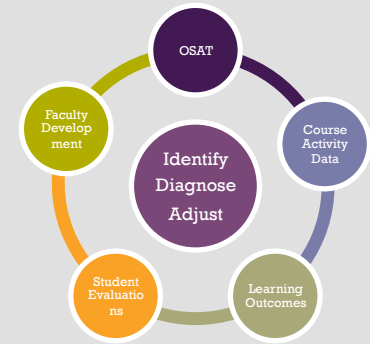 OSAT
Course
Activity
Data
Learning
Outcomes
Student
Evaluatio
ns
Faculty
Develop
ment
Identify
Diagnose
Adjust